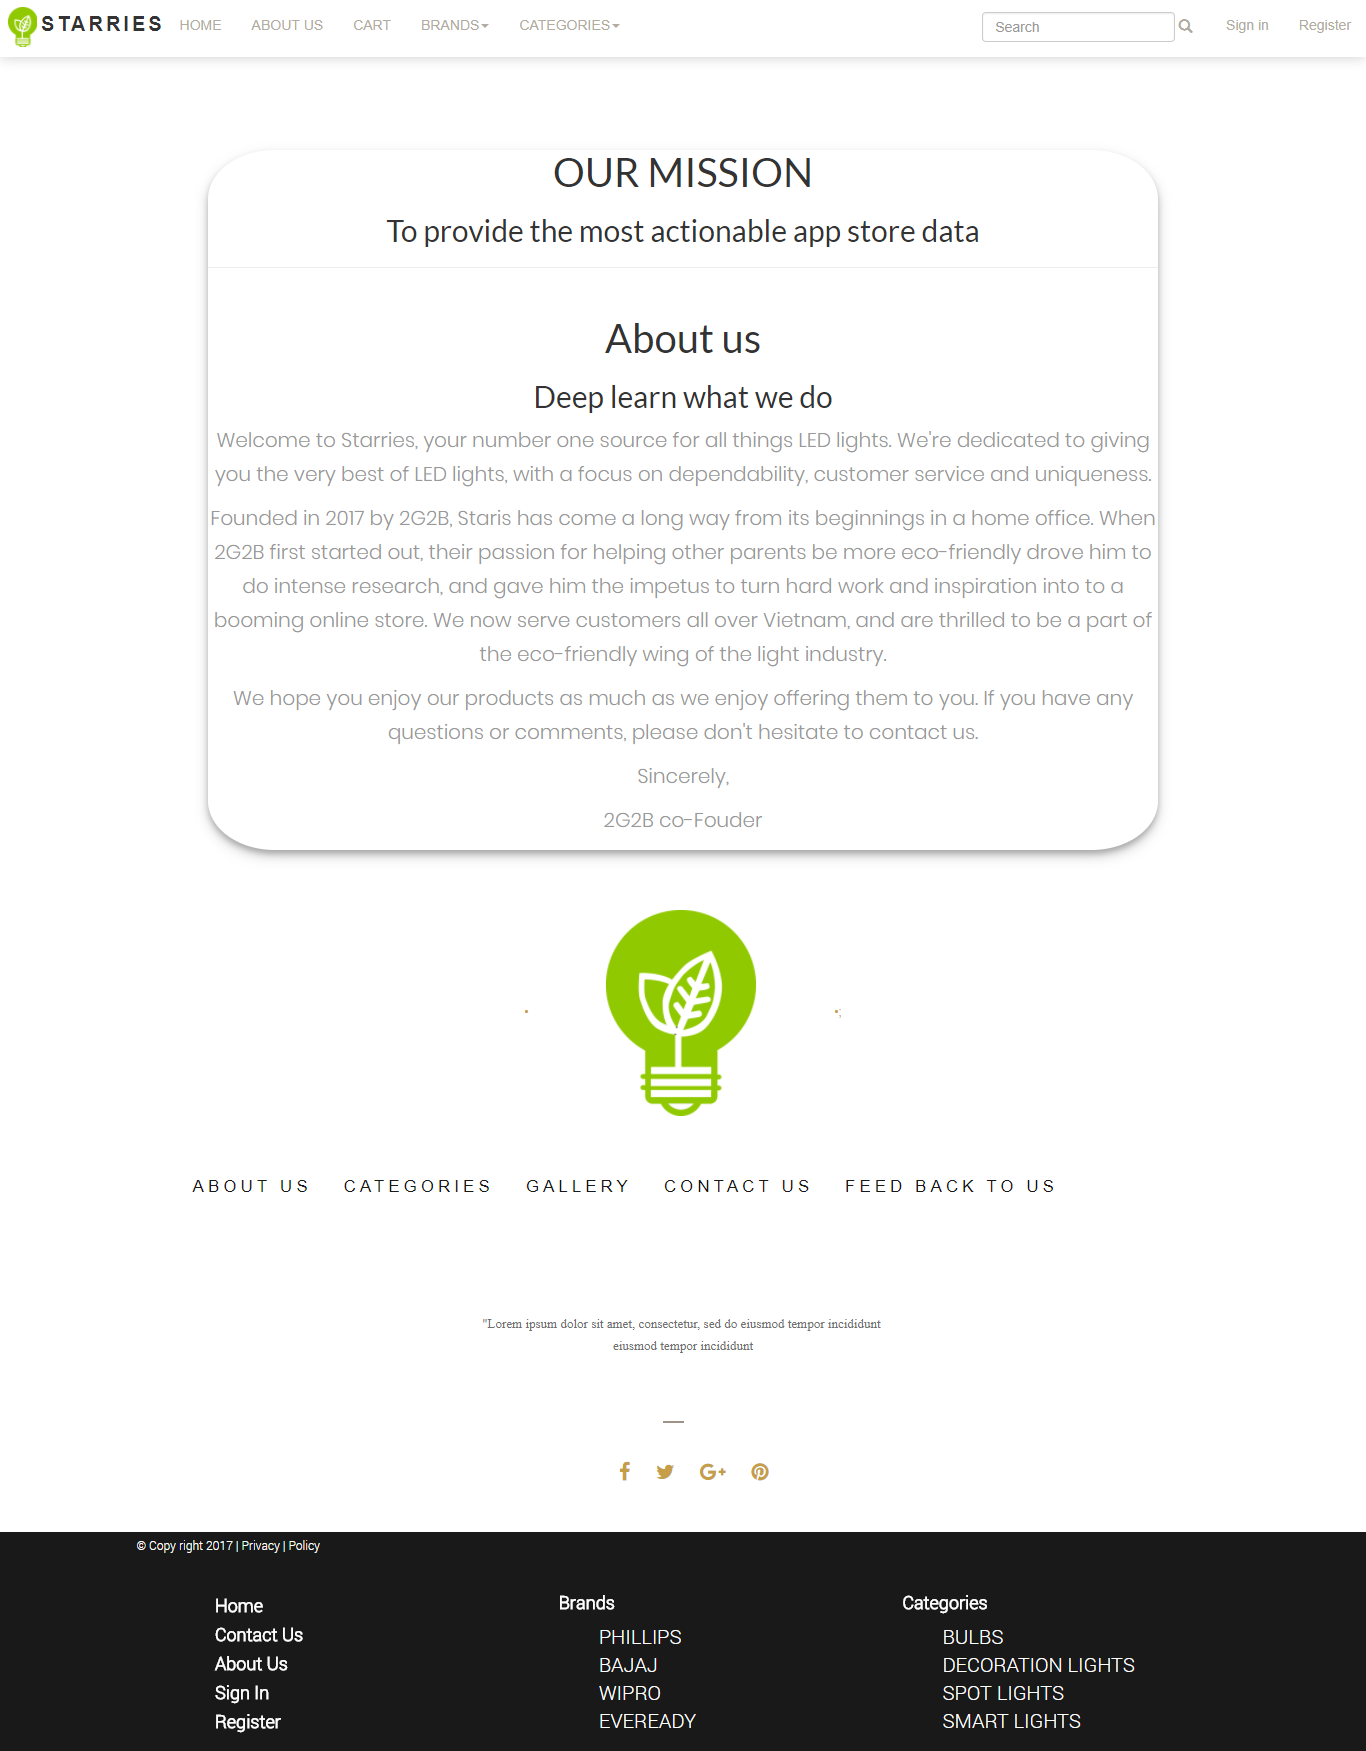 STARRIES HOME ABOUT US CART BRANDS CATEGORIES Search Sign in Register
OUR MISSION
To provide the most actionable app store data
About us
Deep learn what we do
Welcome to Starries, your number one source for all things LED lights. We're dedicated to giving
you the very best of LED lights, with a focus on dependability, customer service and uniqueness.
Founded in 2017 by 2G2B, Staris has come a long way from its beginnings in a home office. When
2G2B first started out, their passion for helping other parents be more eco-friendly drove him to
do intense research, and gave him the impetus to turn hard work and inspiration into to a
booming online store. We now serve customers all over Vietnam, and are thrilled to be a part of
the eco-friendly wing of the light industry.
We hope you enjoy our products as much as we enjoy offering them to you. If you have any
questions or comments, please don't hesitate to contact us.
Sincerely,
2G2B co-Fouder
ABOUT US CATEGORIES GALLERY CONTACT US FEED BACK TO US
"Lorem ipsum dolor sit amet, consectetur, sed do eiusmod tempor incididunt
eiusmod tempor incididunt
© Copy right 2017 | Privacy | Policy
Home
Contact Us
About Us
Sign In
Register
Brands
PHILLIPS
BAJAJ
WIPRO
EVEREADY
Categories
BULBS
DECORATION LIGHTS
SPOT LIGHTS
SMART LIGHTS